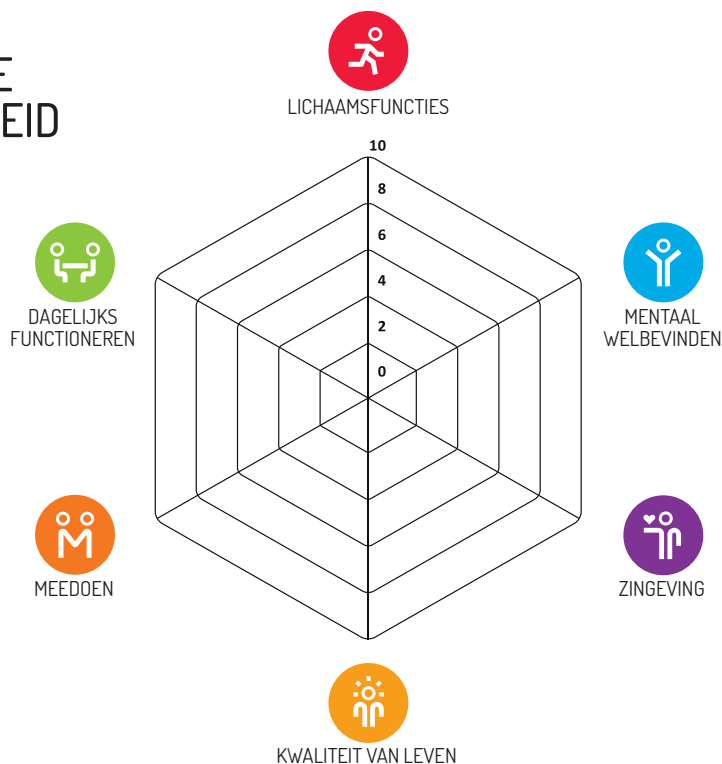 E
EID
LICHAAMSFUNCTIES
10
8
6
4
2
0
DAGELIJKS
FUNCTIONEREN
MENTAAL
WELBEVINDEN
MEEDOEN
ZINGEVING
KWALITEIT VAN LEVEN